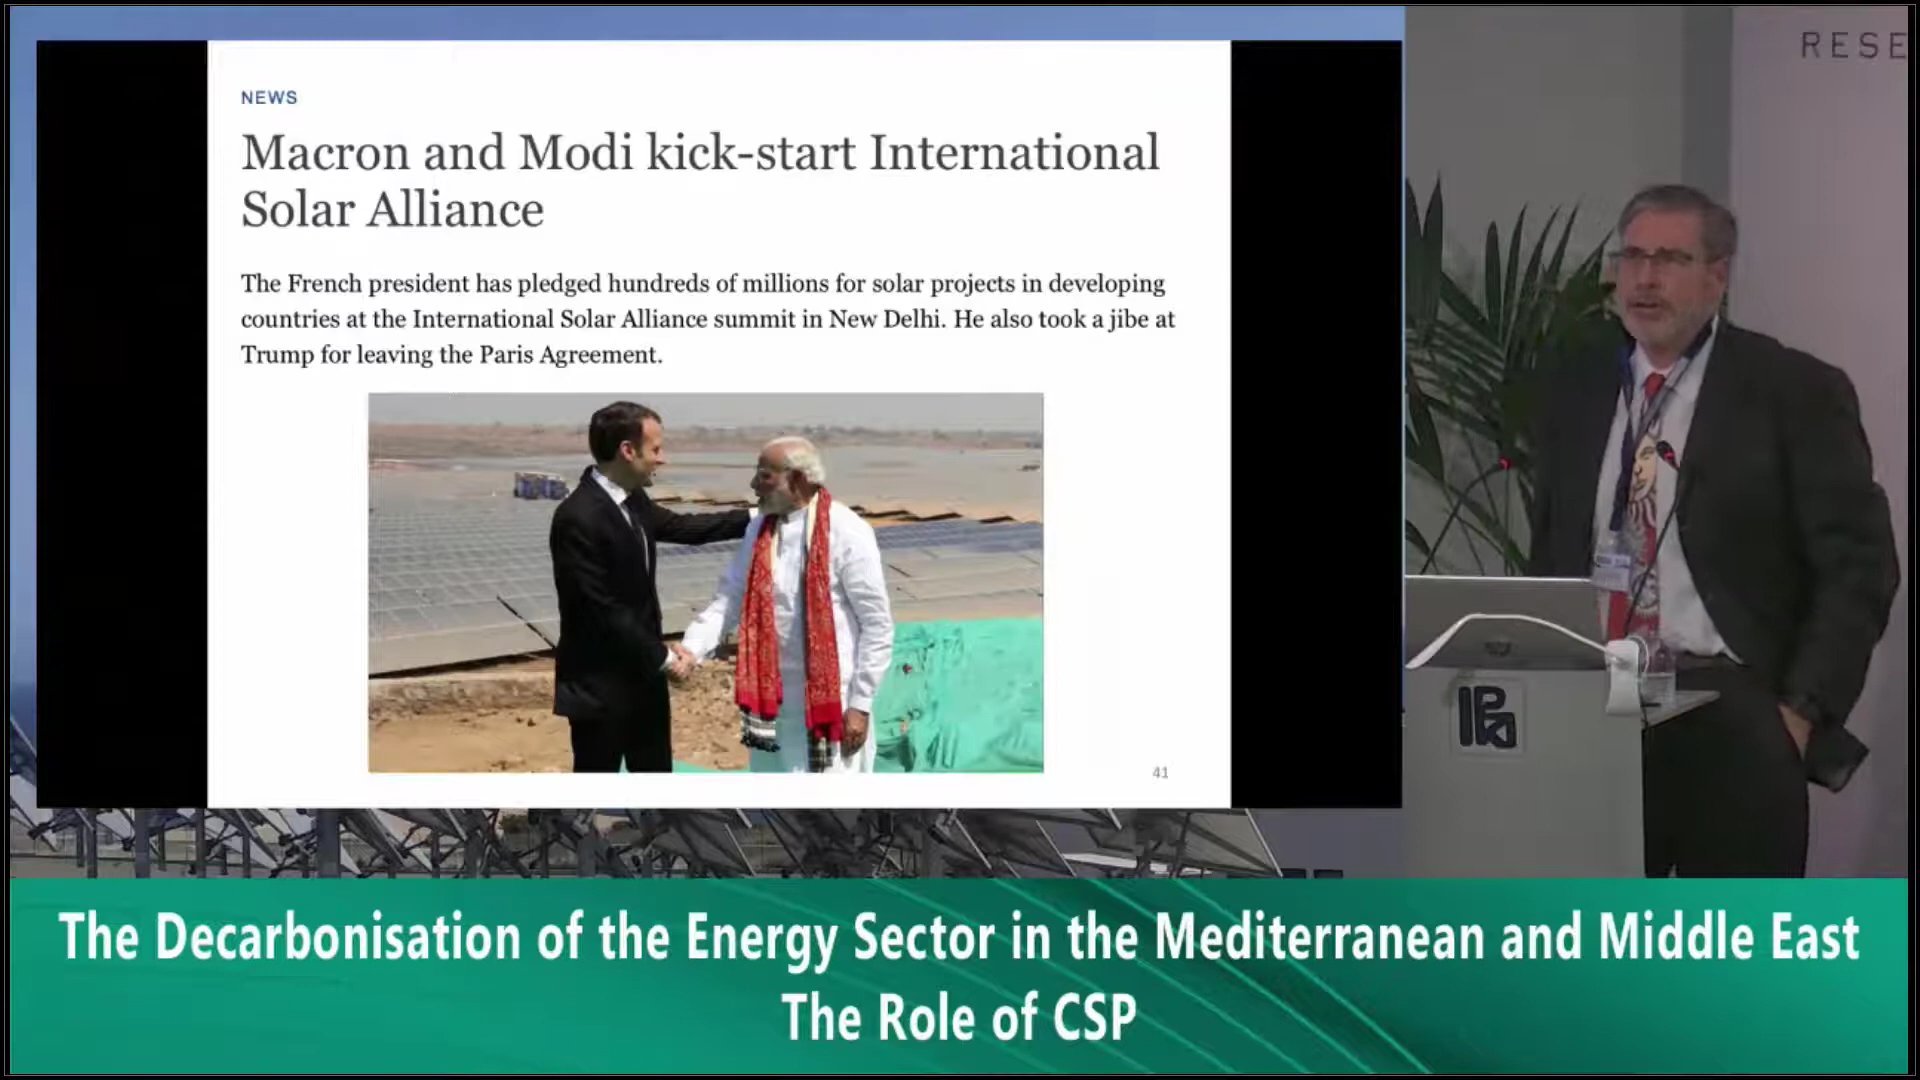 NEWS
Macron and Modi kick-start International
Solar Alliance
The French president has pledged hundreds of millions for solar projects in developing
countries at the International Solar Alliance summit in New Delhi. He also took a jibe at
Trump for leaving the Paris Agreement.
41
RESE
The Decarbonisation of the Energy Sector in the Mediterranean and Middle East
The Role of CSP